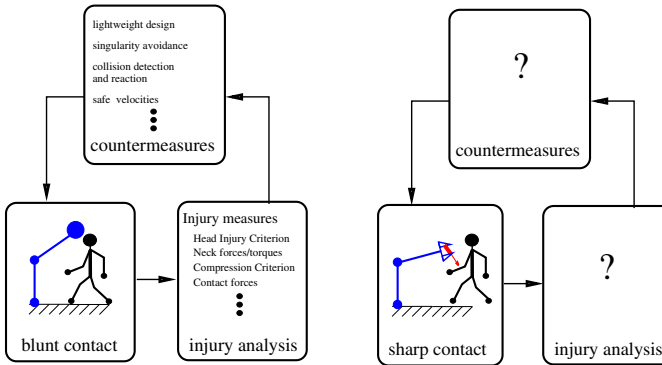 lightweight design
singularity avoidance
collision detection
and reaction
safe velocities
countermeasures
blunt contact
Injury measures
Head Injury Criterion
Neck forces/torques
Compression Criterion
Contact forces
injury analysis
?
countermeasures
sharp contact
?
injury analysis